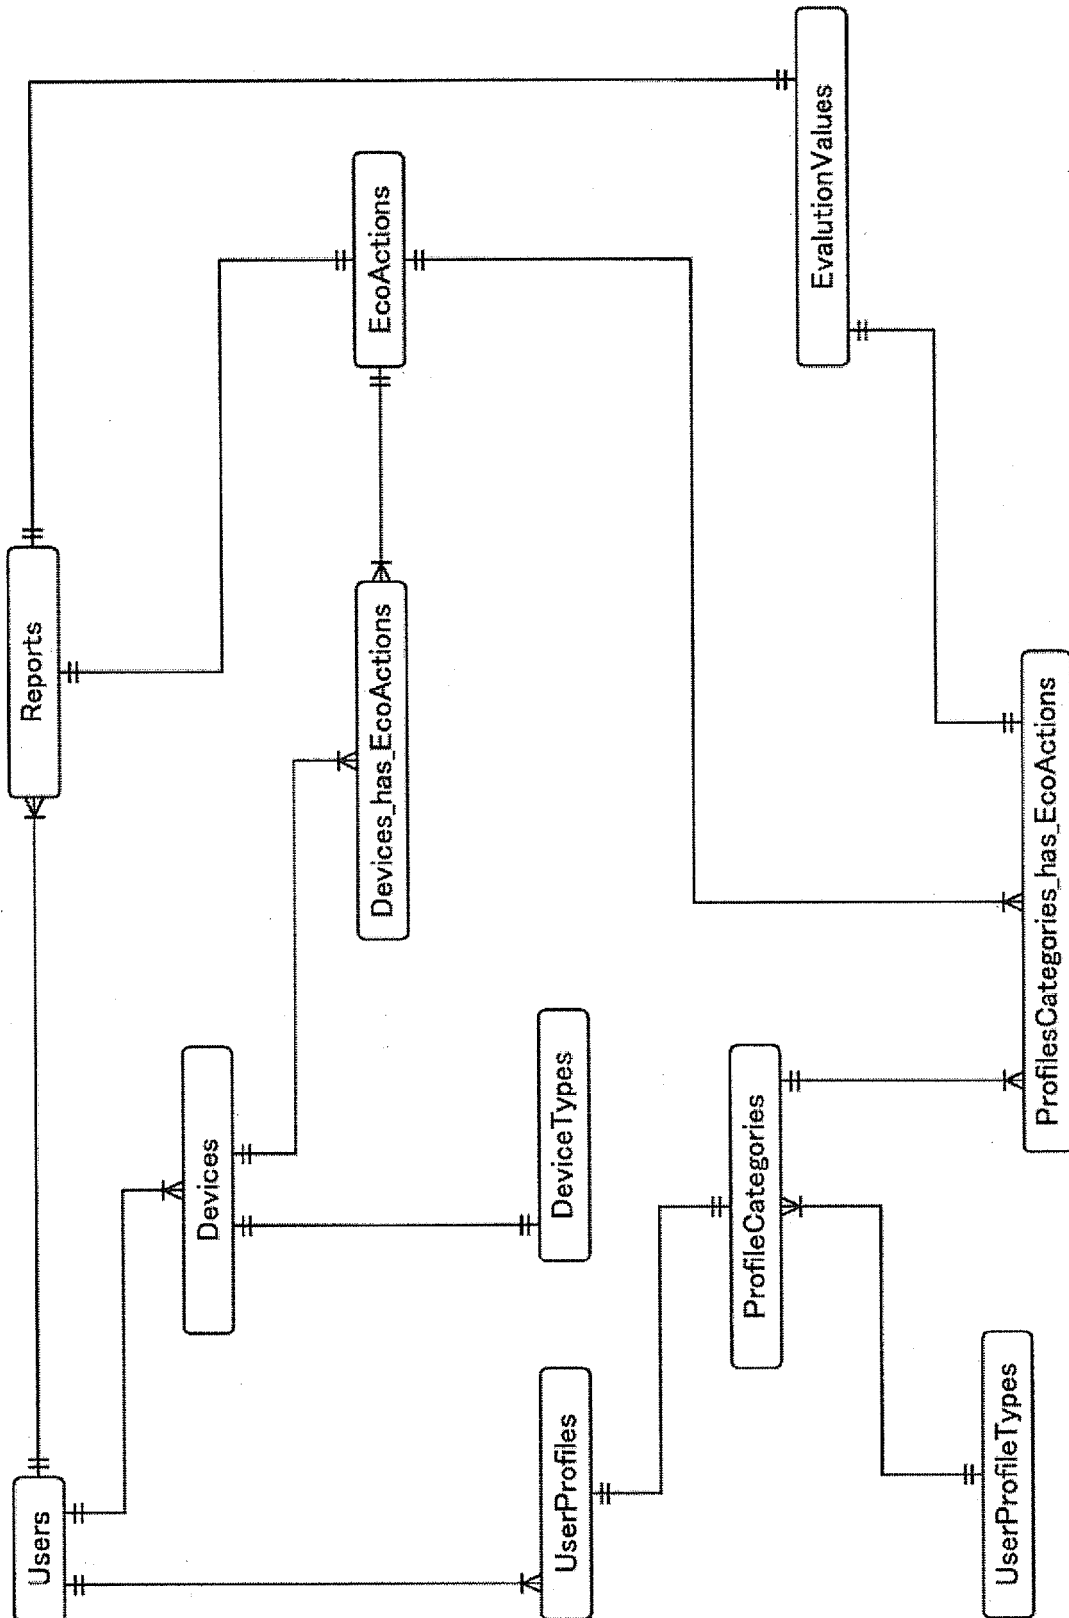 Users
Reports
Devices
EcoActions
Devices_has_EcoActions
UserProfiles
DeviceTypes
ProfileCategories
EvalutionValues
UserProfileTypes
ProfilesCategories_has_EcoActions